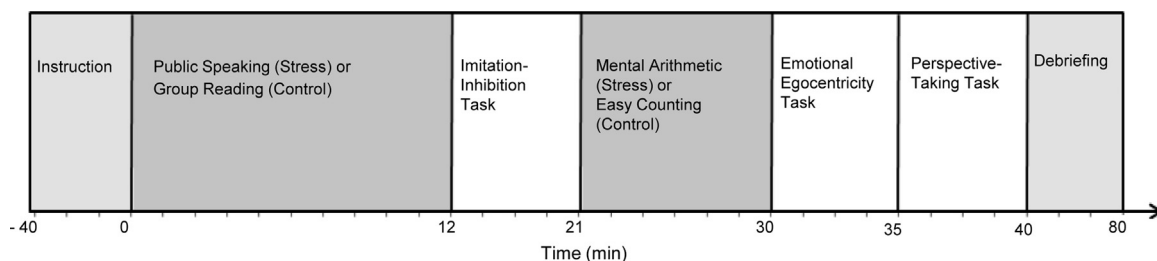 Instruction
Public Speaking (Stress) or
Group Reading (Control)
Imitation-
Inhibition
Task
Mental Arithmetic
(Stress) or
Easy Counting
(Control)
Emotional
Egocentricity
Task
Perspective-
Taking Task
Debriefing
- 40 0 12 21 30 35 40 80
Time (min)